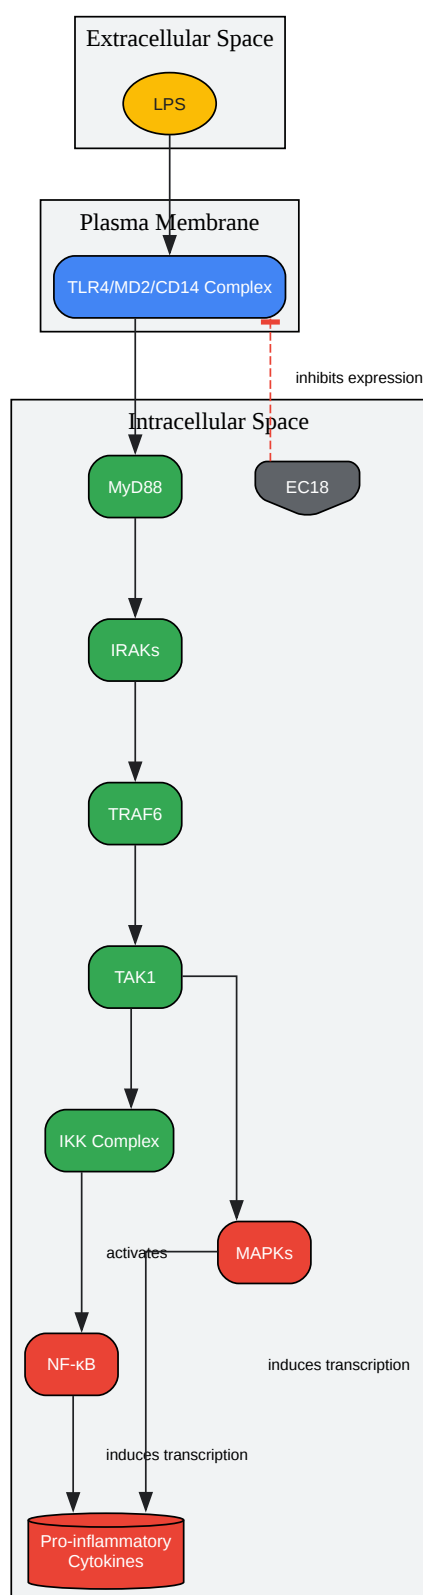 Extracellular Space
LPS
Plasma Membrane
TLR4/MD2/CD14 Complex
inhibits expression
Intracellular Space
MyD88
EC18
IRAKs
TRAF6
TAK1
IKK Complex
activates
MAPKs
NF-κB
induces transcription
induces transcription
Pro-inflammatory
Cytokines